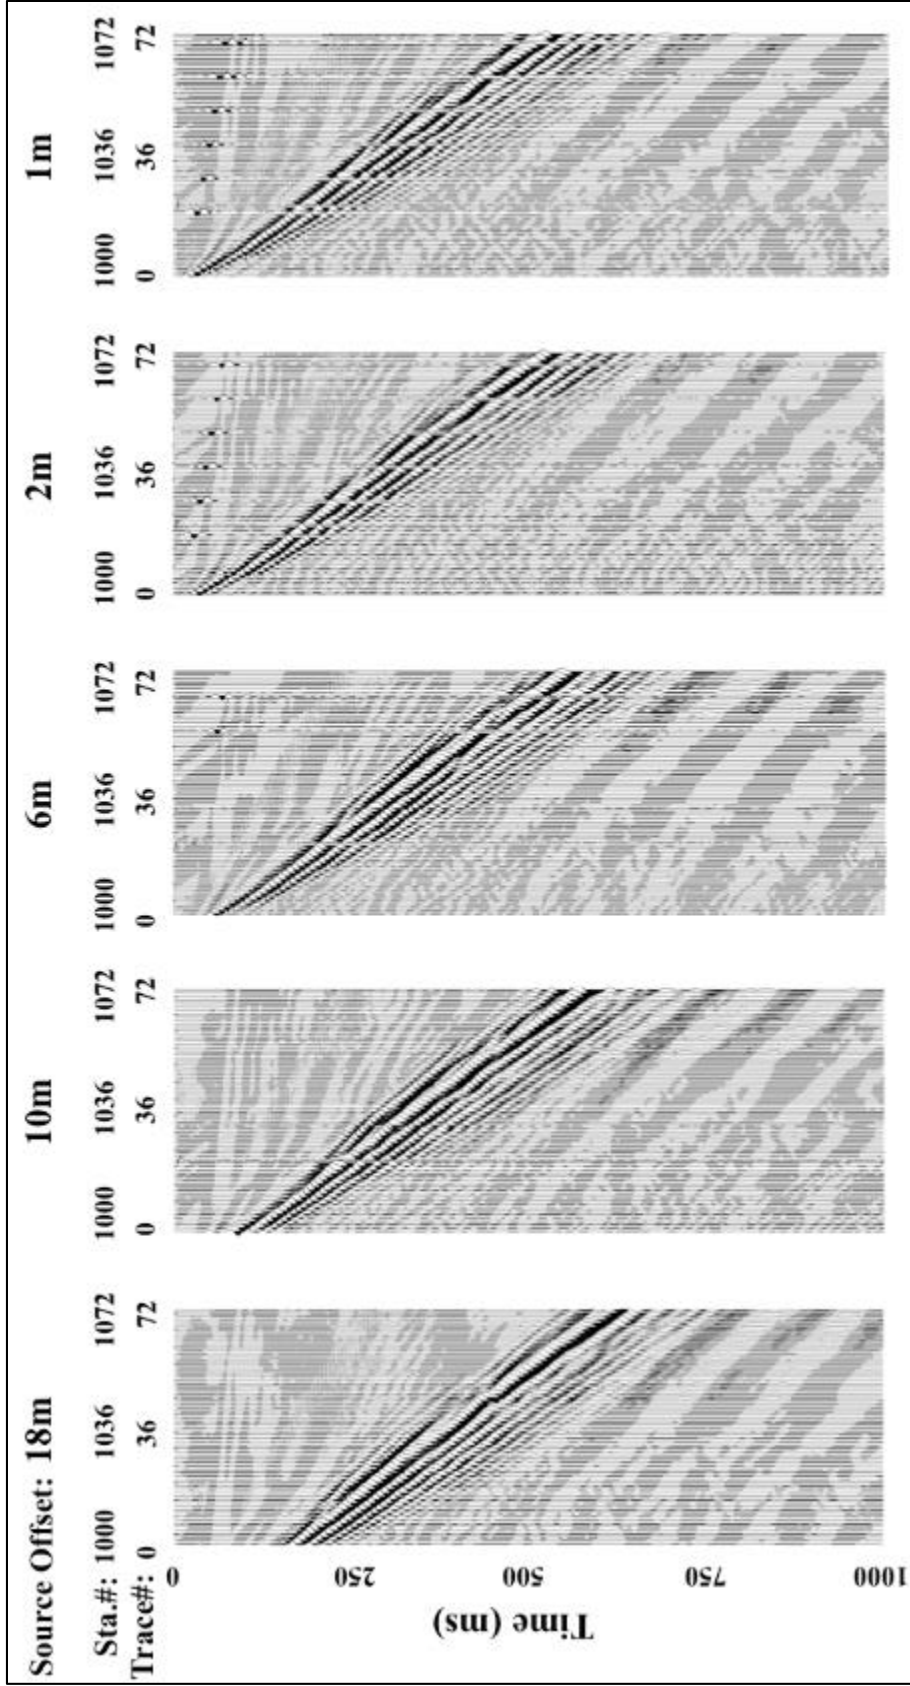 Source Offset: 18m 10m 6m 2m 1m
Sta.#: 1000 1036 1072 1000 1036 1072 1000 1036 1072 1000 1036 1072 1000 1036 1072
Trace#: 0 36 72 0 36 72 0 36 72 0 36 72 0 36 72
0
250
500
750
1000
Time (ms)